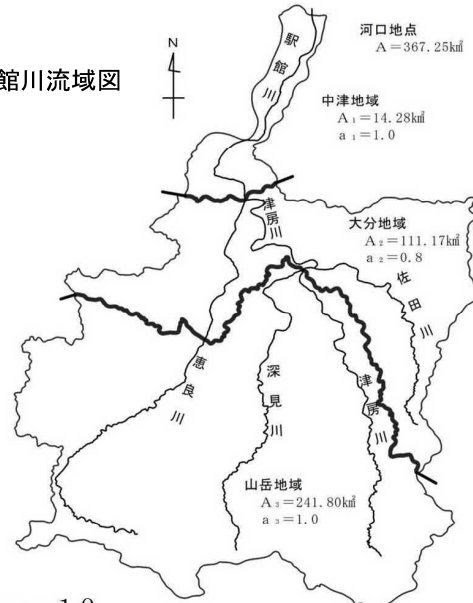 館川流域図
N
駅館川
河口地点
A=367.25k㎡
中津地域
A₁=14.28k㎡
a₁=1.0
津房川
大分地域
A₂=111.17k㎡
a₂=0.8
佐田川
恵良川
深見川
津房川
山岳地域
A₃=241.80k㎡
a₃=1.0